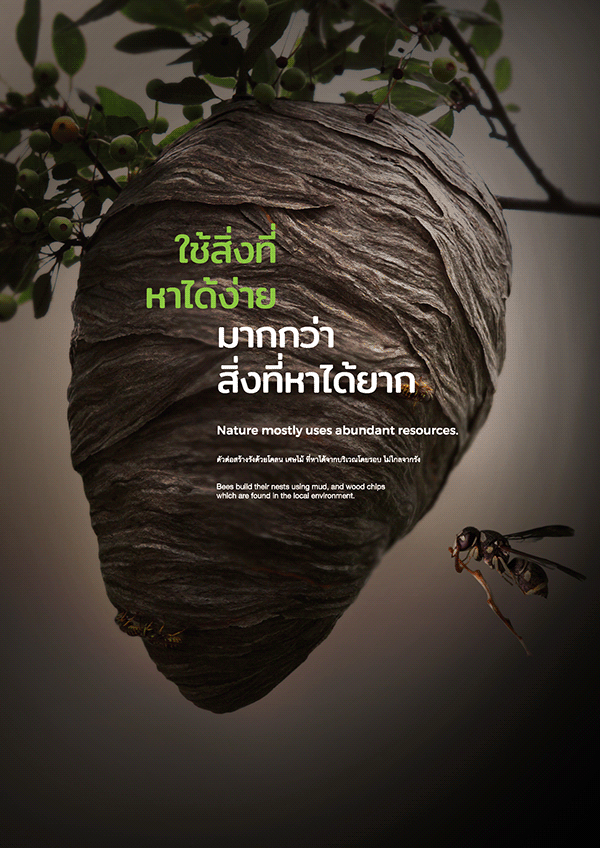 ใช้สิ่งที่
หาได้ง่าย
มากกว่า
สิ่งที่หาได้ยาก
Nature mostly uses abundant resources.
ตัวต่อสร้างรังด้วยโคลน เศษไม้ ที่หาได้จากบริเวณโดยรอบ ไม่ไกลจากรัง
Bees build their nests using mud, and wood chips
which are found in the local environment.